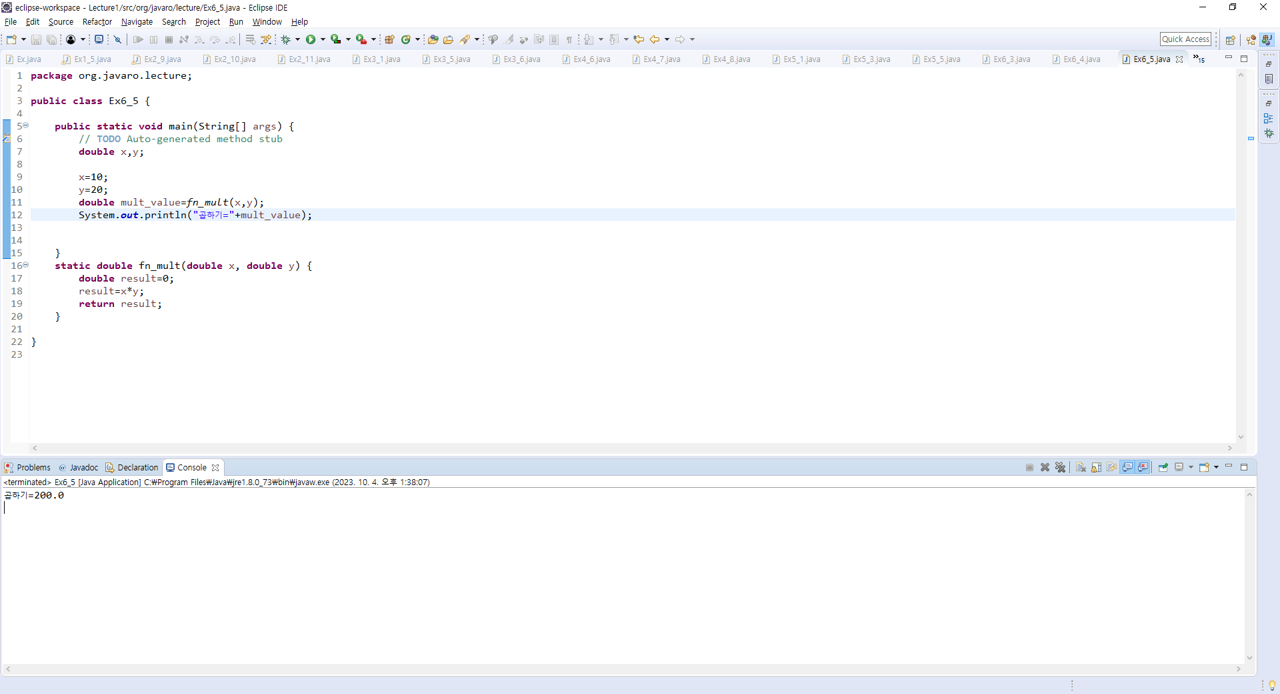 eclipse-workspace - Lecture1/src/org/javaro/lecture/Ex6_5.java - Eclipse IDE
File Edit Source Refactor Navigate Search Project Run Window Help
Quick Access
Ex.java Ex1_5.java Ex2_9.java Ex2_10.java Ex2_11.java Ex3_1.java Ex3_5.java Ex3_6.java Ex4_6.java Ex4_7.java Ex4_8.java Ex5_1.java Ex5_3.java Ex5_5.java Ex6_3.java Ex6_4.java Ex6_5.java »15
1 package org.javaro.lecture;
2
3 public class Ex6_5 {
4
5 public static void main(String[] args) {
6 // TODO Auto-generated method stub
7 double x,y;
8
9 x=10;
10 y=20;
11 double mult_value=fn_mult(x,y);
12 System.out.println("곱하기="+mult_value);
13
14
15 }
16 static double fn_mult(double x, double y) {
17 double result=0;
18 result=x*y;
19 return result;
20 }
21
22 }
23
Problems Javadoc Declaration Console
<terminated> Ex6_5 [Java Application] C:₩Program Files₩Java₩jre1.8.0_73₩bin₩javaw.exe (2023. 10. 4. 오후 1:38:07)
곱하기=200.0